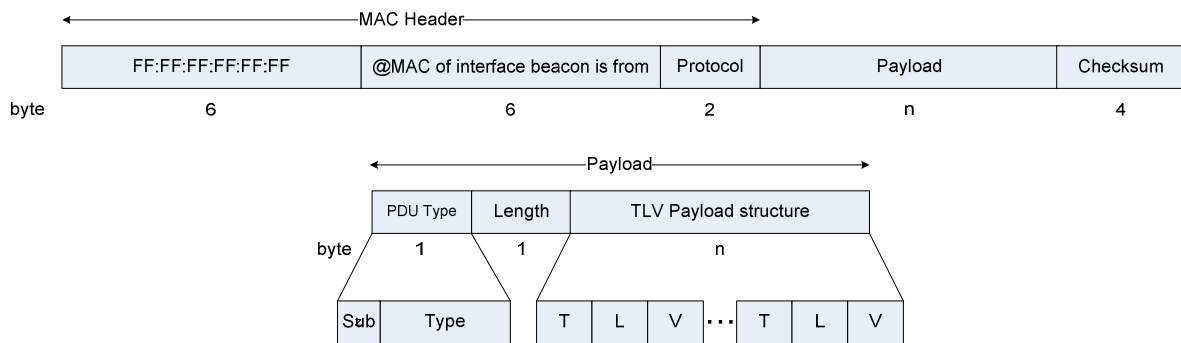 MAC Header
FF:FF:FF:FF:FF:FF @MAC of interface beacon is from Protocol Payload Checksum
byte 6 6 2 n 4
Payload
PDU Type Length TLV Payload structure
byte 1 1 n
Type T L V ... T L V